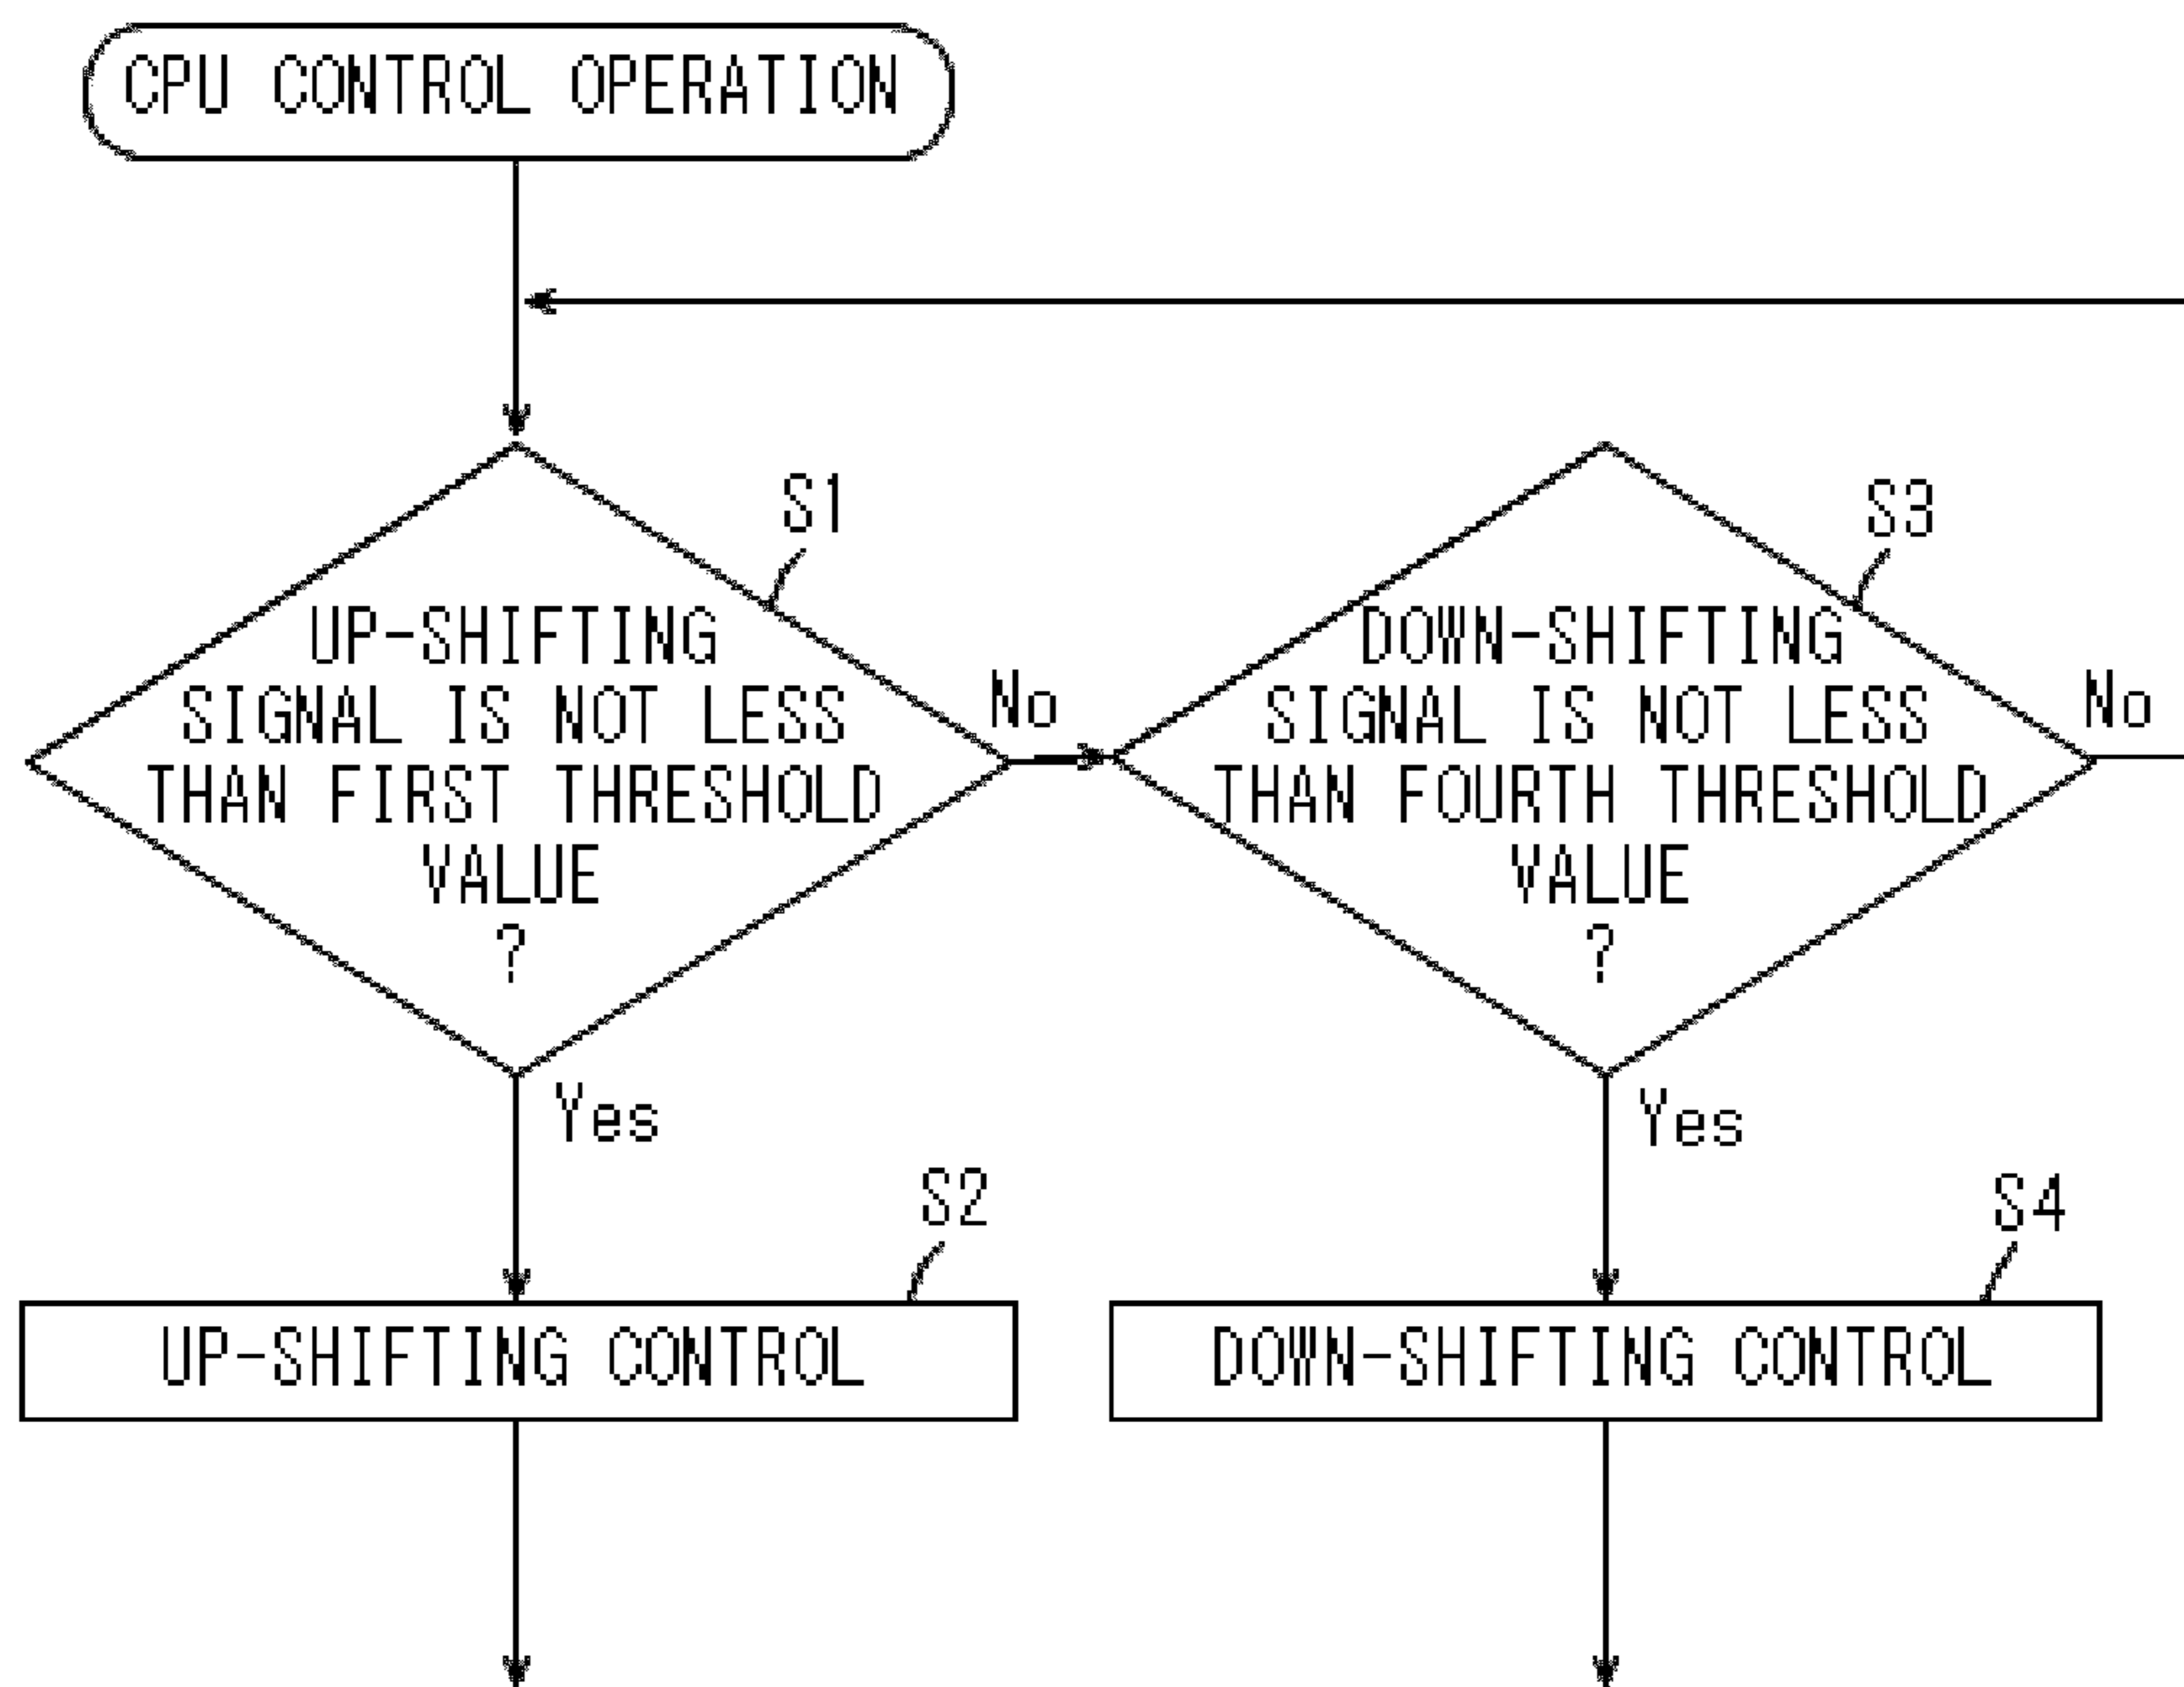 CPU CONTROL OPERATION
S1
UP-SHIFTING
SIGNAL IS NOT LESS
THAN FIRST THRESHOLD
VALUE
?
No
Yes
S2
UP-SHIFTING CONTROL
S3
DOWN-SHIFTING
SIGNAL IS NOT LESS
THAN FOURTH THRESHOLD
VALUE
?
No
Yes
S4
DOWN-SHIFTING CONTROL